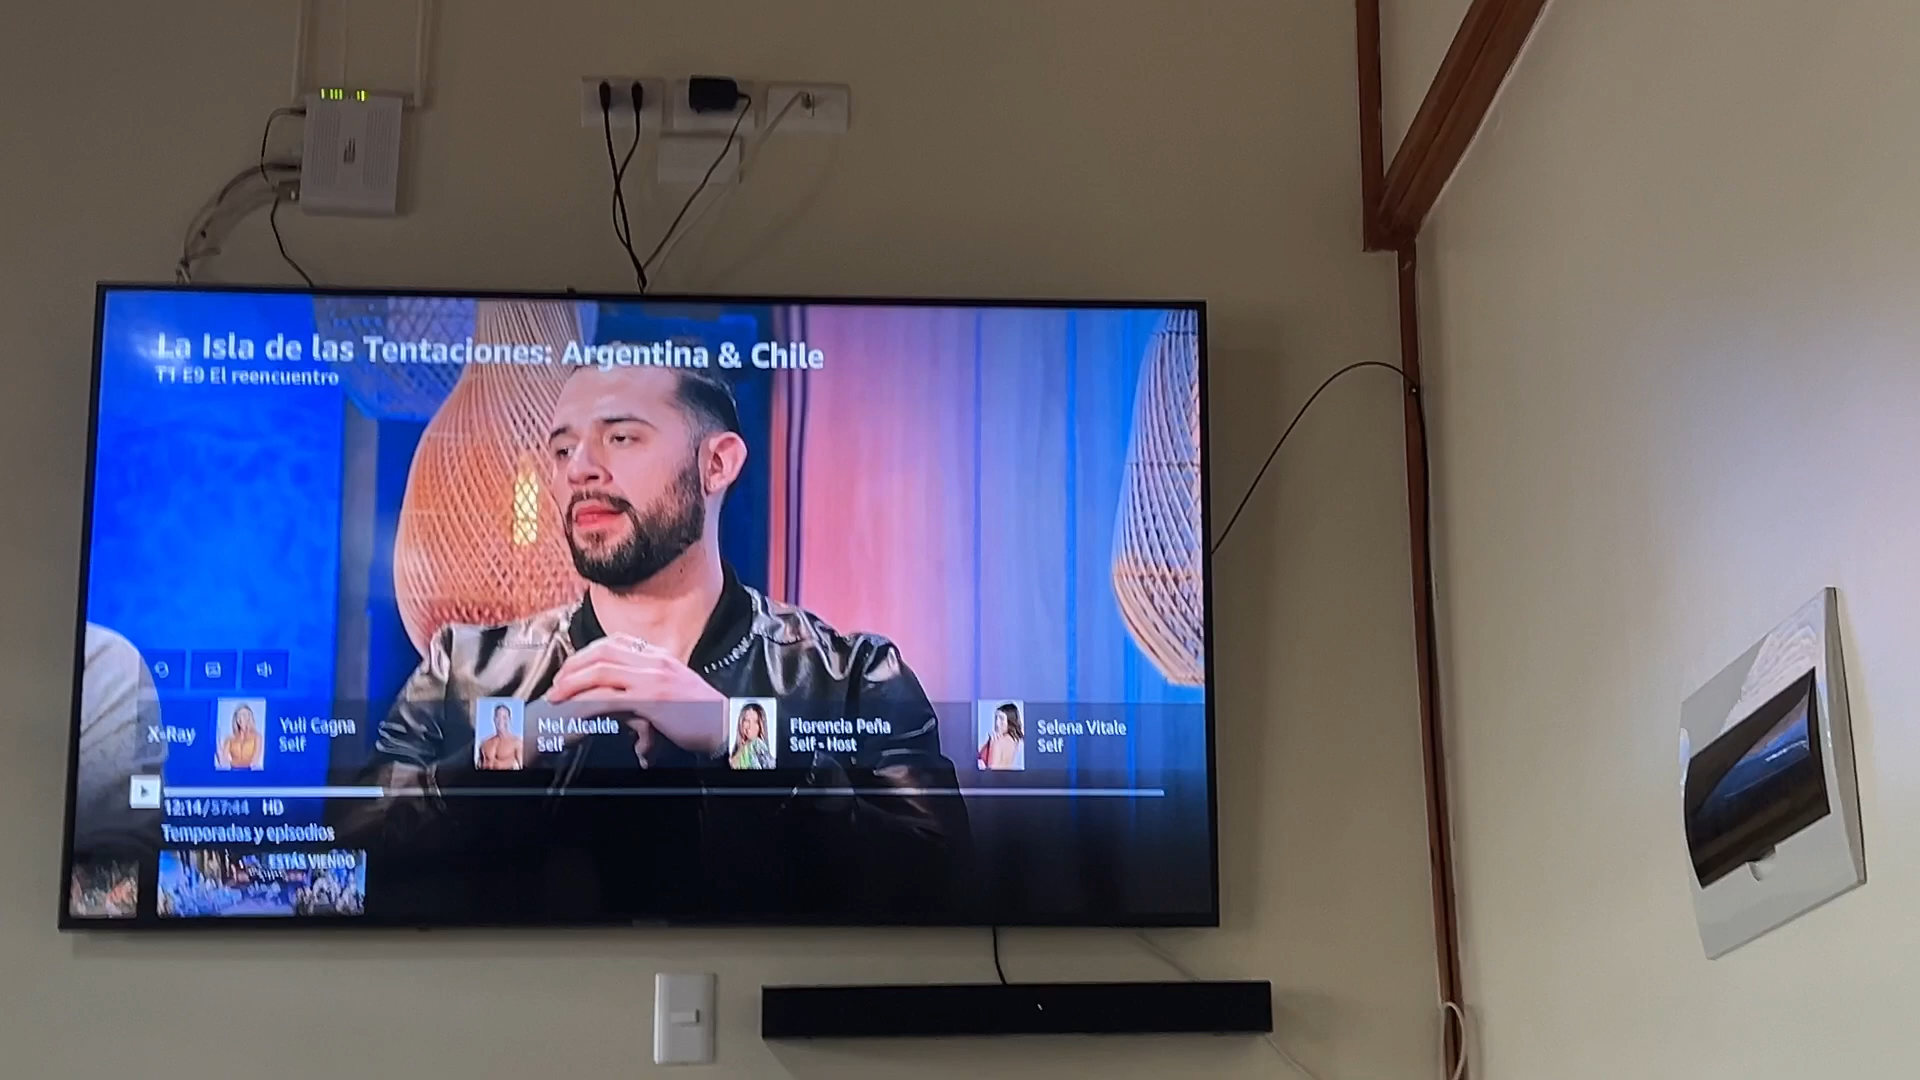 La Isla de las Tentaciones: Argentina & Chile
T1 E9 El reencuentro
X-Ray
Yuli Cagna
Self
Mel Alcalde
Self
Florencia Peña
Self - Host
Selena Vitale
Self
12:14/57:44 HD
Temporadas y episodios
ESTÁS VIENDO